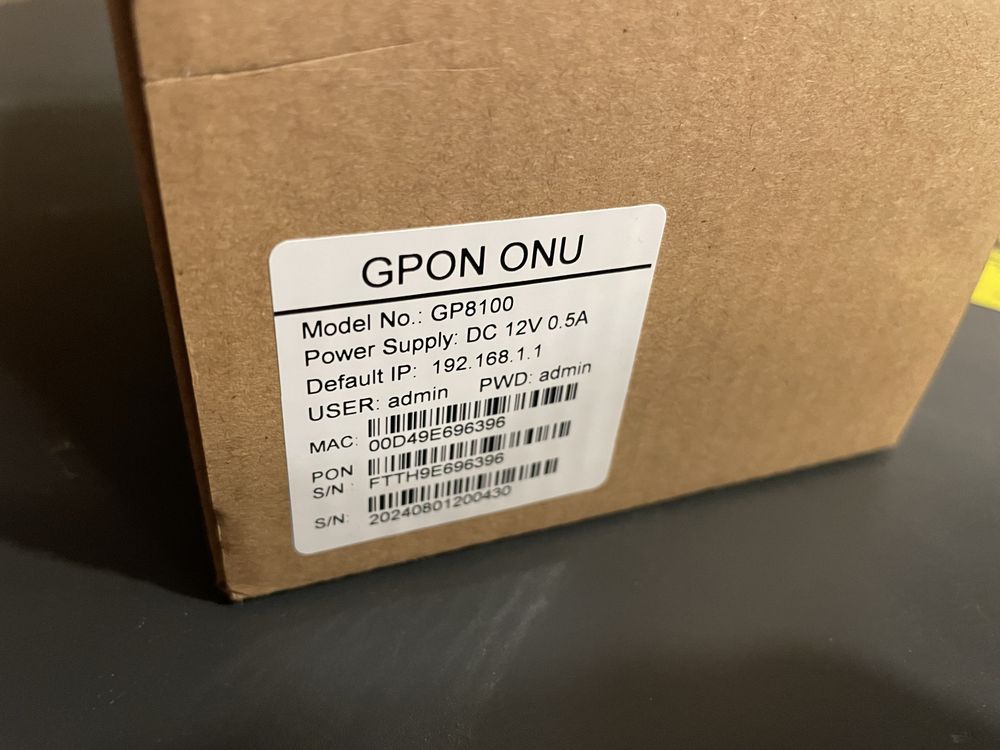 GPON ONU
Model No.: GP8100
Power Supply: DC 12V 0.5A
Default IP: 192.168.1.1
USER: admin PWD: admin
MAC: 00D49E696396
PON S/N: FTTH9E696396
S/N: 20240801200430